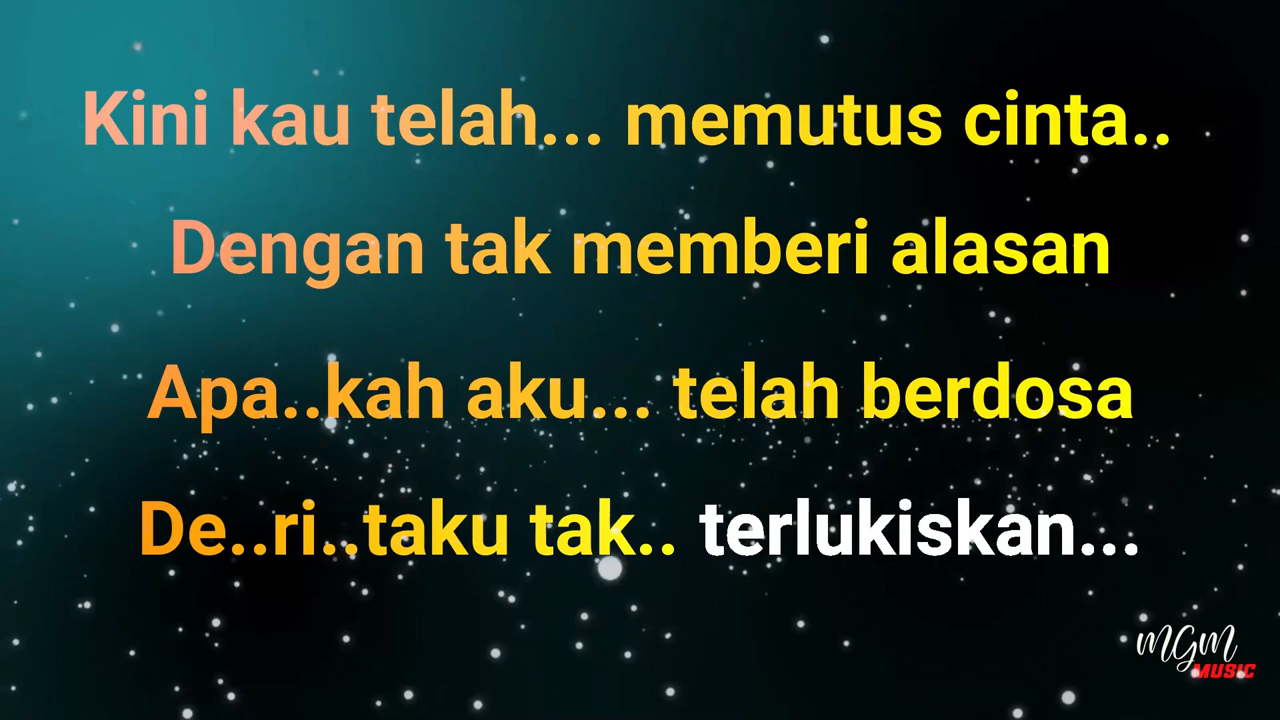 Kini kau telah... memutus cinta..
Dengan tak memberi alasan
Apa..kah aku... telah berdosa
De..ri..taku tak.. terlukiskan...
MGM
MUSIC